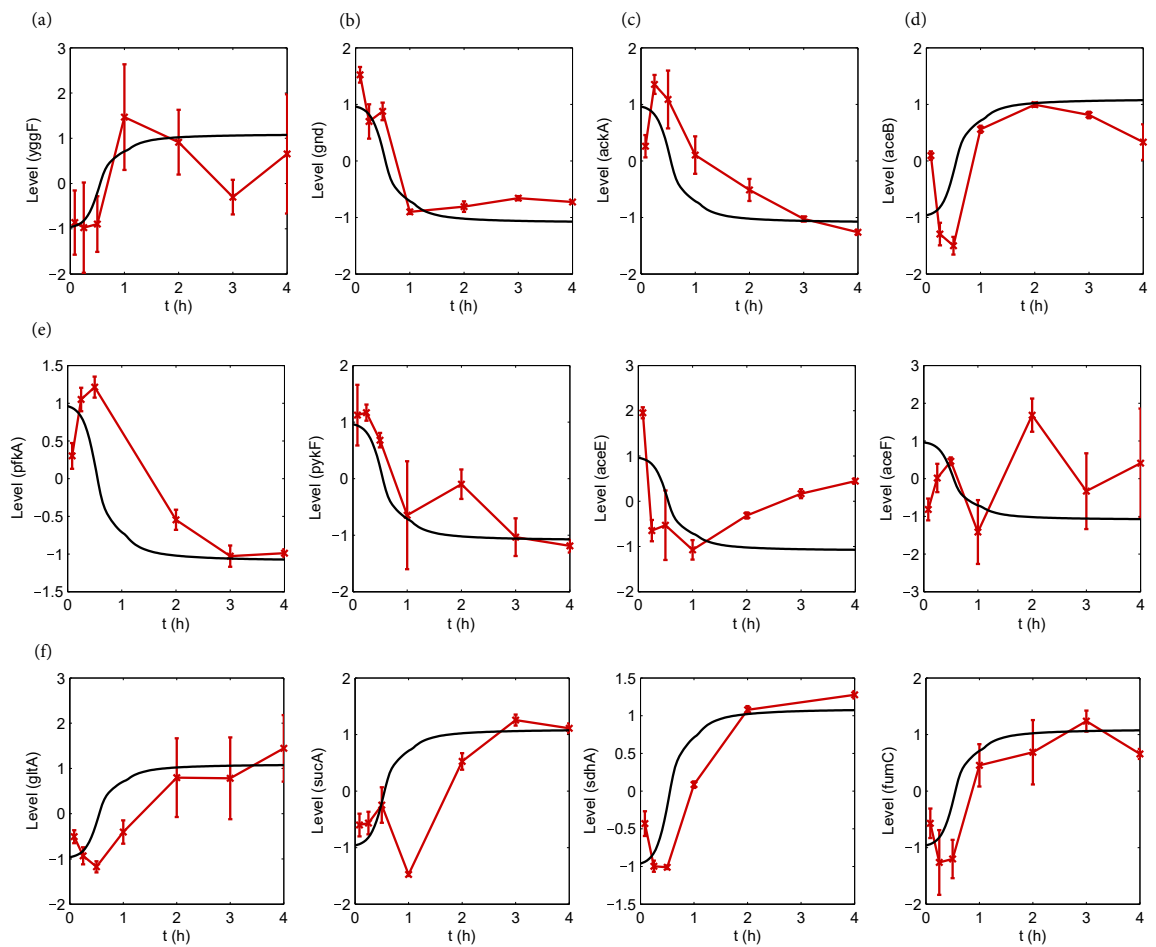 (a)
(b)
(c)
(d)
3
2
1
0
−1
−2
Level (yggF)
0 1 2 3 4
t (h)
2
1
0
−1
−2
Level (gnd)
0 1 2 3 4
t (h)
2
1
0
−1
−2
Level (ackA)
0 1 2 3 4
t (h)
2
1
0
−1
−2
Level (aceB)
0 1 2 3 4
t (h)
(e)
1.5
1
0.5
0
−0.5
−1
−1.5
Level (pfkA)
0 1 2 3 4
t (h)
2
1
0
−1
−2
Level (pykF)
0 1 2 3 4
t (h)
3
2
1
0
−1
−2
Level (aceE)
0 1 2 3 4
t (h)
3
2
1
0
−1
−2
−3
Level (aceF)
0 1 2 3 4
t (h)
(f)
3
2
1
0
−1
−2
Level (gltA)
0 1 2 3 4
t (h)
2
1
0
−1
−2
Level (sucA)
0 1 2 3 4
t (h)
1.5
1
0.5
0
−0.5
−1
−1.5
Level (sdhA)
0 1 2 3 4
t (h)
2
1
0
−1
−2
Level (fumC)
0 1 2 3 4
t (h)